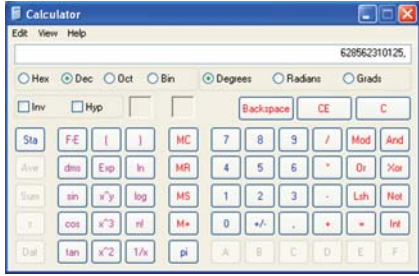 Calculator
Edit View Help
628562310125.
Hex Dec Oct Bin Degrees Radians Grads
Inv Hyp Backspace CE C
Sta F-E ( ) MC 7 8 9 / Mod And
Ave dms Exp ln MR 4 5 6 * Or Xor
Sum sin x^y log MS 1 2 3 - Lsh Not
s cos x^3 n! M+ 0 +/- . + = Int
Dat tan x^2 1/x pi A B C D E F